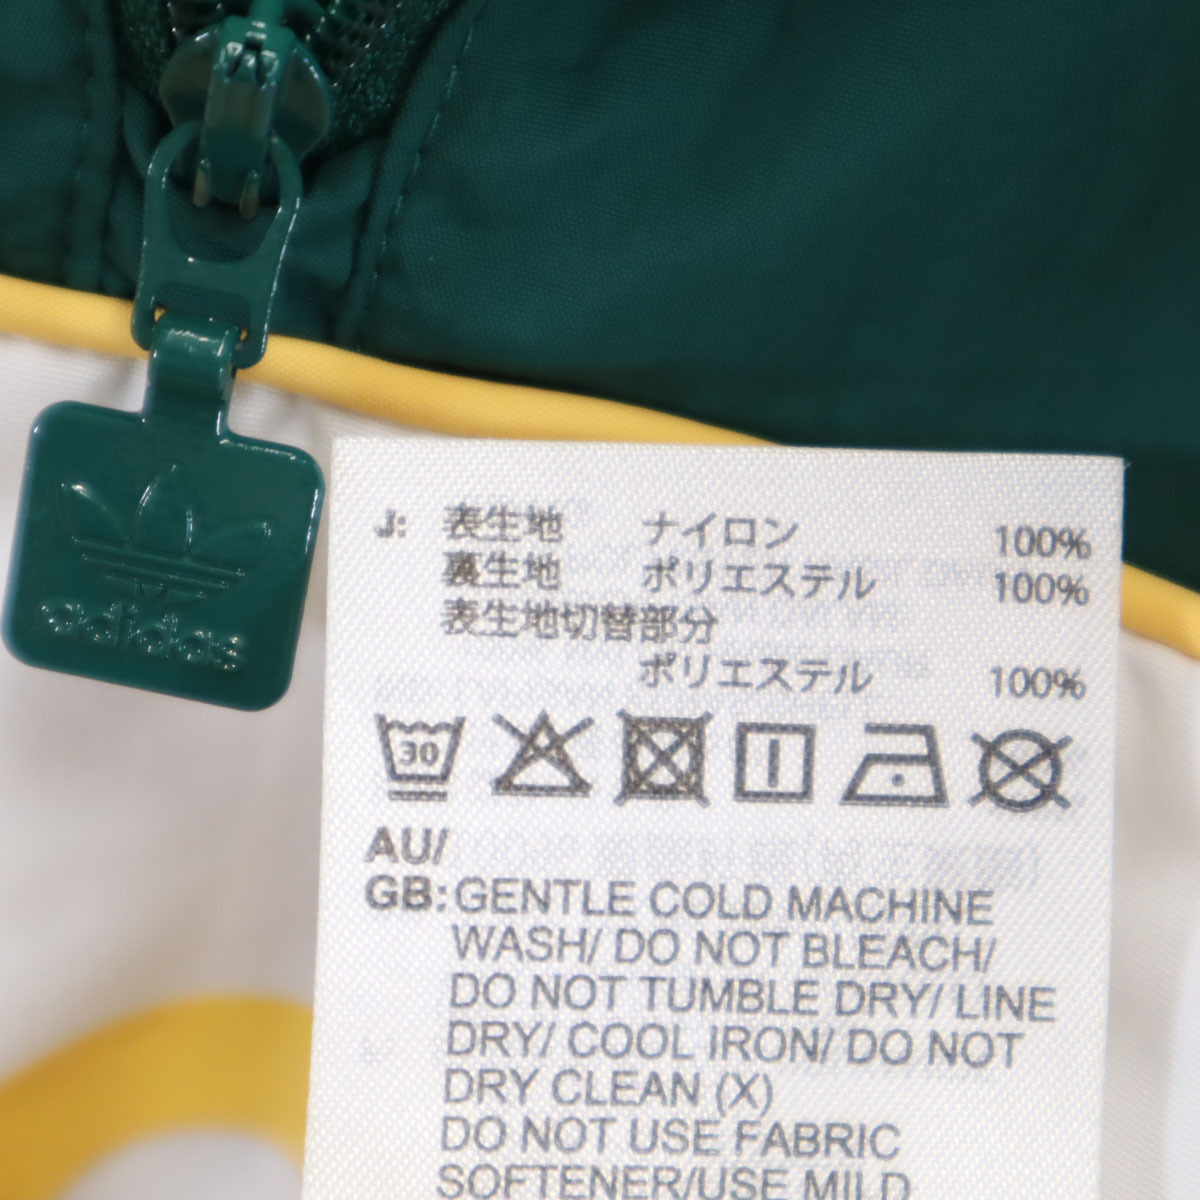 adidas
J: 表生地 ナイロン 100%
裏生地 ポリエステル 100%
表生地切替部分
ポリエステル 100%
30
AU/
GB: GENTLE COLD MACHINE
WASH/ DO NOT BLEACH/
DO NOT TUMBLE DRY/ LINE
DRY/ COOL IRON/ DO NOT
DRY CLEAN (X)
DO NOT USE FABRIC
SOFTENER/USE MILD